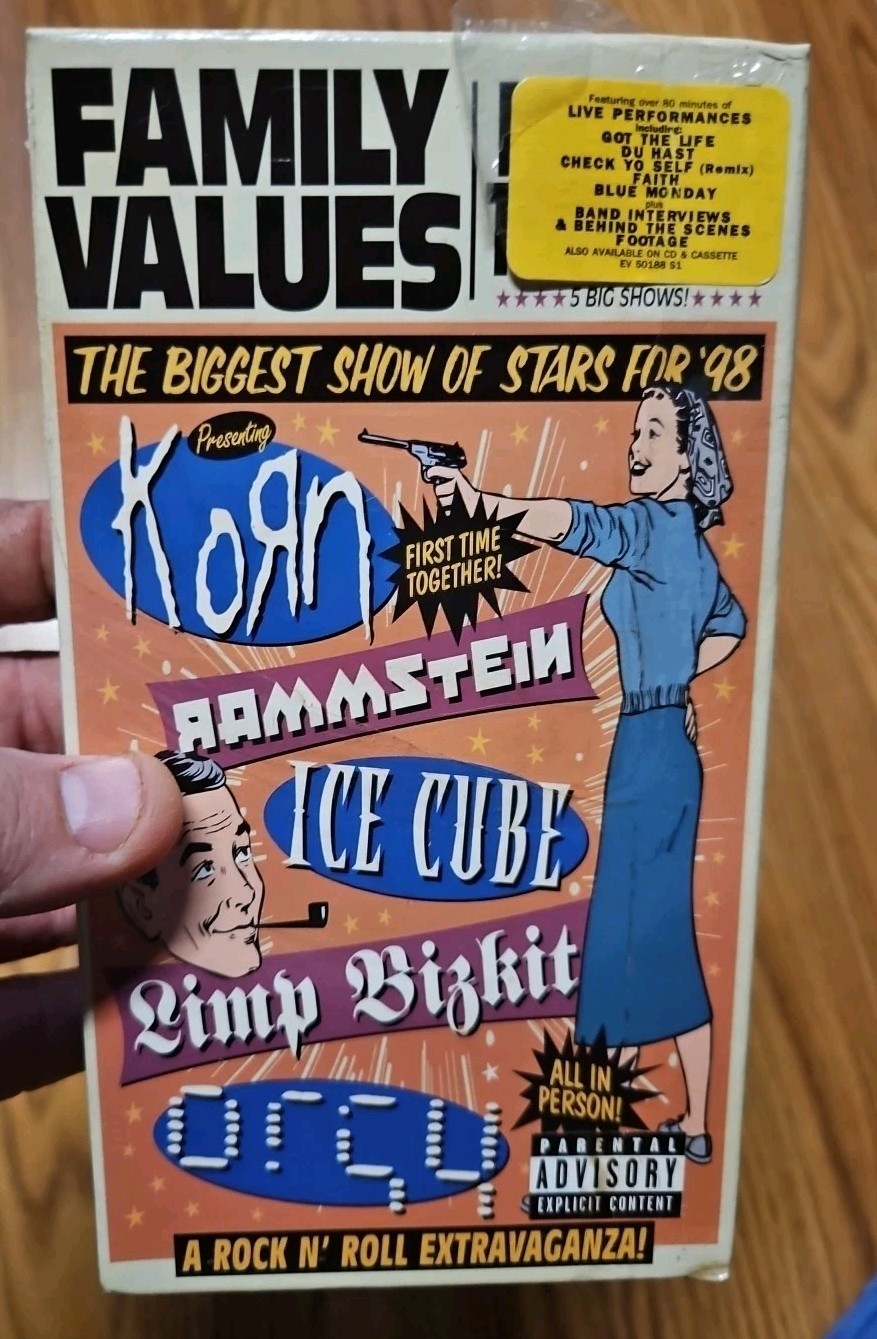 FAMILY
VALUES
Featuring over 80 minutes of
LIVE PERFORMANCES
including:
GOT THE LIFE
DU HAST
CHECK YO SELF (Remix)
FAITH
BLUE MONDAY
plus
BAND INTERVIEWS
& BEHIND THE SCENES
FOOTAGE
ALSO AVAILABLE ON CD & CASSETTE
EV 50188 S1
★★★★5 BIG SHOWS!★★★★
THE BIGGEST SHOW OF STARS FOR '98
Presenting
KoЯn
FIRST TIME
TOGETHER!
RAMMSTEIN
ICE CUBE
Limp Bizkit
orgy
ALL IN
PERSON!
PARENTAL
ADVISORY
EXPLICIT CONTENT
A ROCK N' ROLL EXTRAVAGANZA!